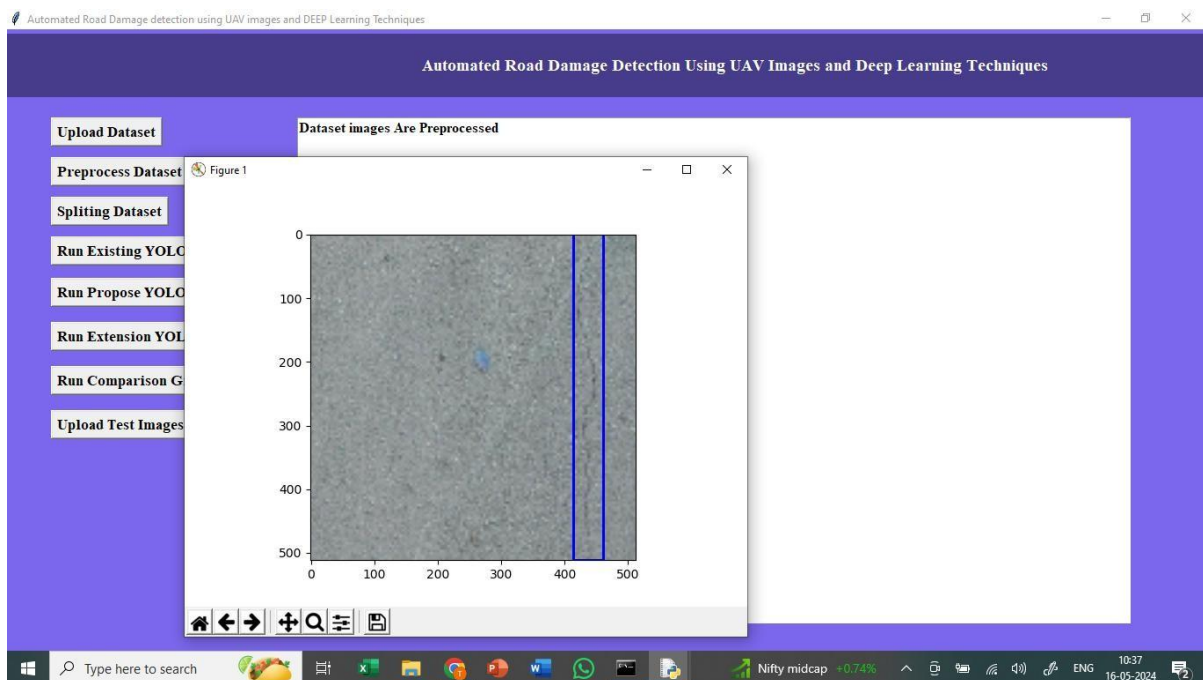 Automated Road Damage detection using UAV images and DEEP Learning Techniques
Automated Road Damage Detection Using UAV Images and Deep Learning Techniques
Upload Dataset
Dataset images Are Preprocessed
Preprocess Dataset
Spliting Dataset
Run Existing YOLO
Run Propose YOLO
Run Extension YOL
Run Comparison G
Upload Test Images
Figure 1
0
100
200
300
400
500
0 100 200 300 400 500
Type here to search
Nifty midcap +0.74%
ENG
10:37
16-05-2024
2